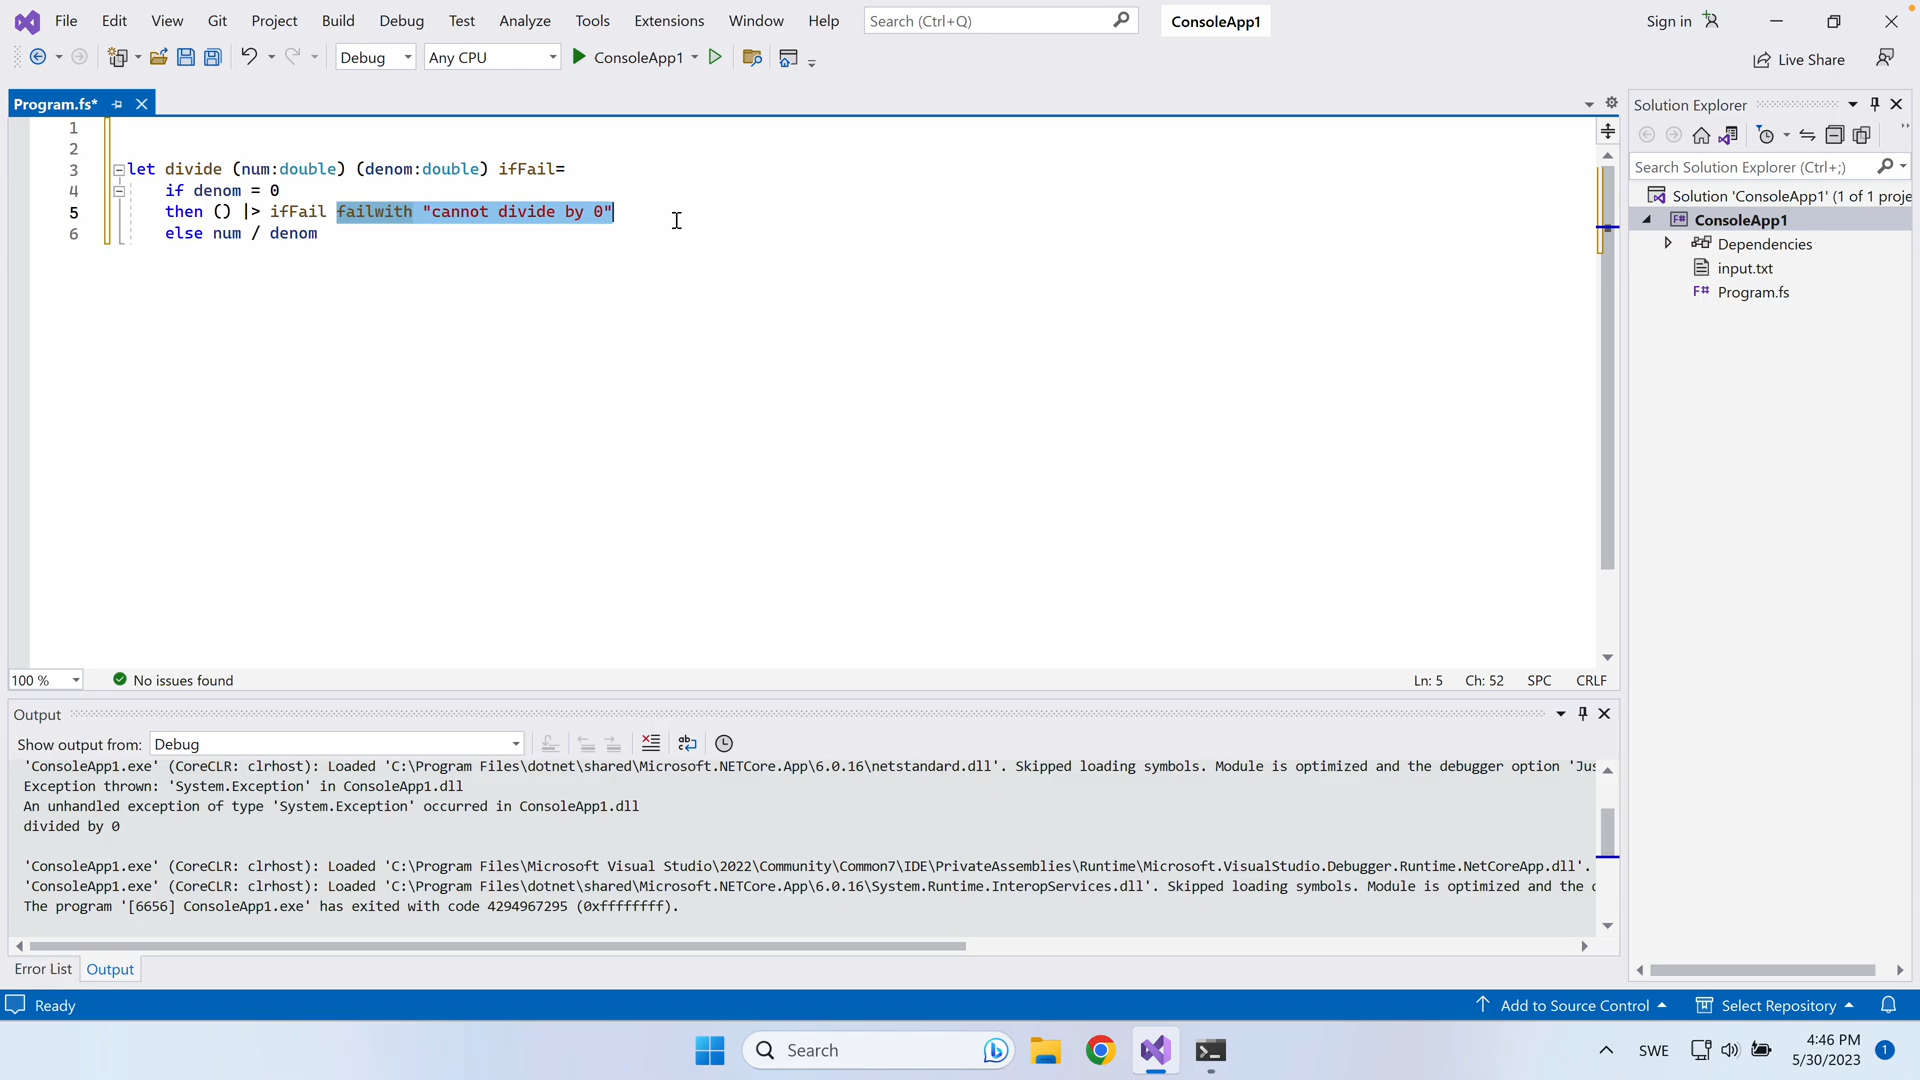 File Edit View Git Project Build Debug Test Analyze Tools Extensions Window Help Search (Ctrl+Q) ConsoleApp1 Sign in
Debug Any CPU ConsoleApp1 Live Share
Program.fs*
1
2
3 let divide (num:double) (denom:double) ifFail=
4 if denom = 0
5 then () |> ifFail failwith "cannot divide by 0"
6 else num / denom
100 % No issues found Ln: 5 Ch: 52 SPC CRLF
Solution Explorer
Search Solution Explorer (Ctrl+;)
Solution 'ConsoleApp1' (1 of 1 proje
F# ConsoleApp1
Dependencies
input.txt
F# Program.fs
Output
Show output from: Debug
'ConsoleApp1.exe' (CoreCLR: clrhost): Loaded 'C:\Program Files\dotnet\shared\Microsoft.NETCore.App\6.0.16\netstandard.dll'. Skipped loading symbols. Module is optimized and the debugger option 'Jus
Exception thrown: 'System.Exception' in ConsoleApp1.dll
An unhandled exception of type 'System.Exception' occurred in ConsoleApp1.dll
divided by 0
'ConsoleApp1.exe' (CoreCLR: clrhost): Loaded 'C:\Program Files\Microsoft Visual Studio\2022\Community\Common7\IDE\PrivateAssemblies\Runtime\Microsoft.VisualStudio.Debugger.Runtime.NetCoreApp.dll'.
'ConsoleApp1.exe' (CoreCLR: clrhost): Loaded 'C:\Program Files\dotnet\shared\Microsoft.NETCore.App\6.0.16\System.Runtime.InteropServices.dll'. Skipped loading symbols. Module is optimized and the d
The program '[6656] ConsoleApp1.exe' has exited with code 4294967295 (0xffffffff).
Error List Output
Ready Add to Source Control Select Repository
Search SWE 4:46 PM 1
5/30/2023